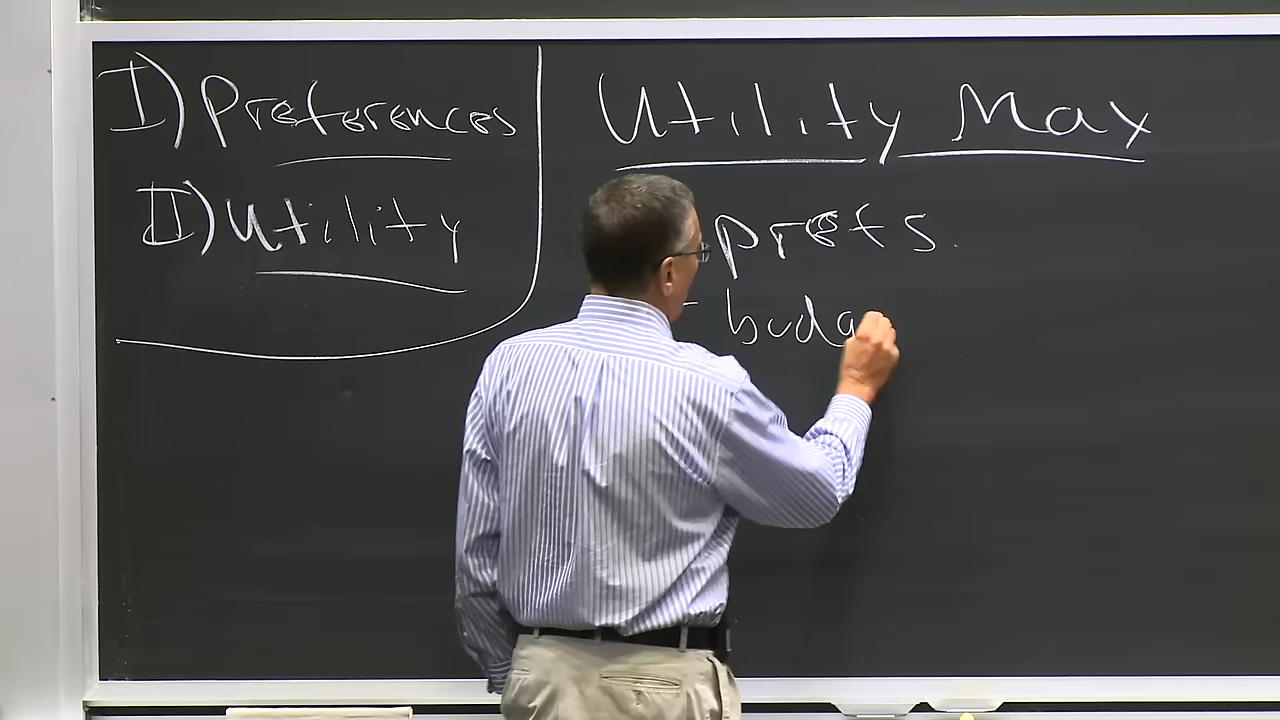 I) Preferences
II) Utility
Utility Max
prefs.
- budg